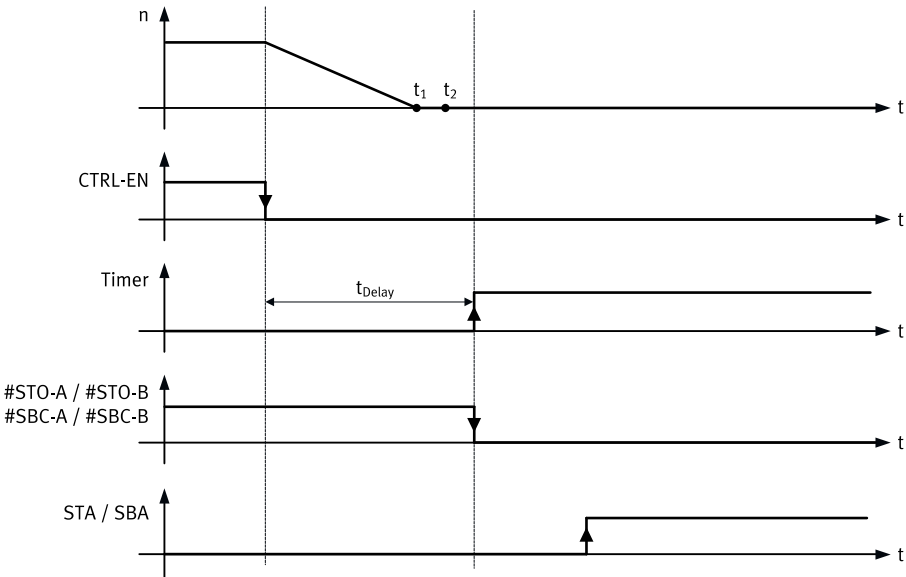 n
t₁ t₂
t
CTRL-EN
t
Timer
tDelay
t
#STO-A / #STO-B
#SBC-A / #SBC-B
t
STA / SBA
t